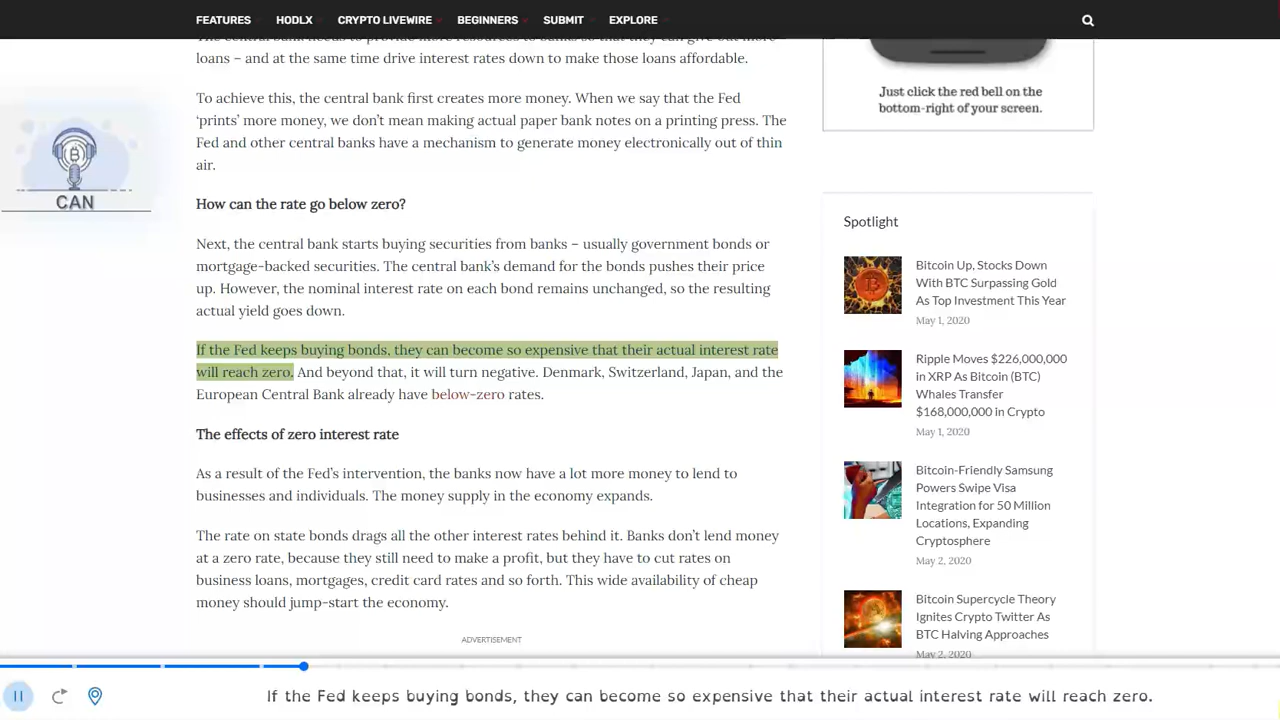 FEATURES HODLX CRYPTO LIVEWIRE BEGINNERS SUBMIT EXPLORE
The central bank needs to provide more resources to banks so that they can give out more
loans – and at the same time drive interest rates down to make those loans affordable.
To achieve this, the central bank first creates more money. When we say that the Fed
‘prints’ more money, we don’t mean making actual paper bank notes on a printing press. The
Fed and other central banks have a mechanism to generate money electronically out of thin
air.
How can the rate go below zero?
Next, the central bank starts buying securities from banks – usually government bonds or
mortgage-backed securities. The central bank’s demand for the bonds pushes their price
up. However, the nominal interest rate on each bond remains unchanged, so the resulting
actual yield goes down.
If the Fed keeps buying bonds, they can become so expensive that their actual interest rate
will reach zero. And beyond that, it will turn negative. Denmark, Switzerland, Japan, and the
European Central Bank already have below-zero rates.
The effects of zero interest rate
As a result of the Fed’s intervention, the banks now have a lot more money to lend to
businesses and individuals. The money supply in the economy expands.
The rate on state bonds drags all the other interest rates behind it. Banks don’t lend money
at a zero rate, because they still need to make a profit, but they have to cut rates on
business loans, mortgages, credit card rates and so forth. This wide availability of cheap
money should jump-start the economy.
ADVERTISEMENT
CAN
Just click the red bell on the
bottom-right of your screen.
Spotlight
Bitcoin Up, Stocks Down
With BTC Surpassing Gold
As Top Investment This Year
May 1, 2020
Ripple Moves $226,000,000
in XRP As Bitcoin (BTC)
Whales Transfer
$168,000,000 in Crypto
May 1, 2020
Bitcoin-Friendly Samsung
Powers Swipe Visa
Integration for 50 Million
Locations, Expanding
Cryptosphere
May 2, 2020
Bitcoin Supercycle Theory
Ignites Crypto Twitter As
BTC Halving Approaches
May 2, 2020
If the Fed keeps buying bonds, they can become so expensive that their actual interest rate will reach zero.